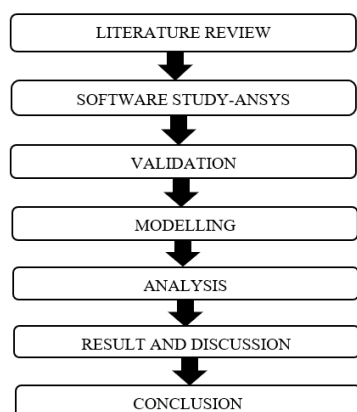 LITERATURE REVIEW
SOFTWARE STUDY-ANSYS
VALIDATION
MODELLING
ANALYSIS
RESULT AND DISCUSSION
CONCLUSION